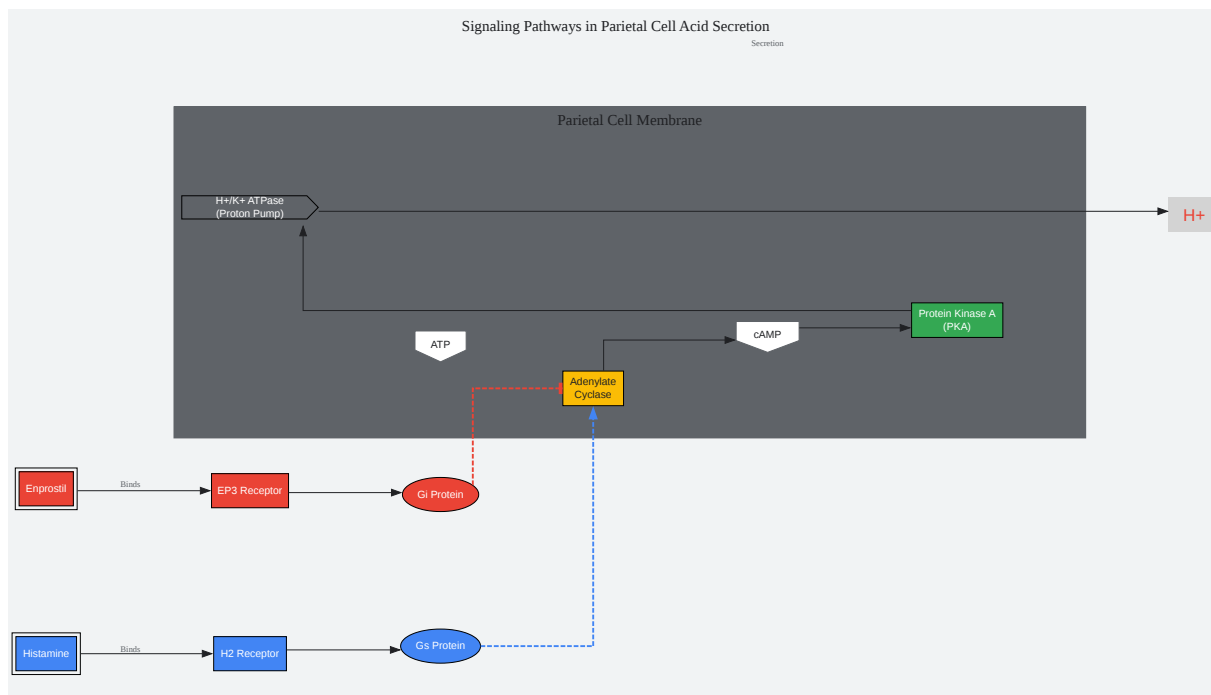 Signaling Pathways in Parietal Cell Acid Secretion
Secretion
Parietal Cell Membrane
H+/K+ ATPase
(Proton Pump)
H+
Protein Kinase A
(PKA)
cAMP
ATP
Adenylate
Cyclase
Enprostil
Binds
EP3 Receptor
Gi Protein
Histamine
Binds
H2 Receptor
Gs Protein